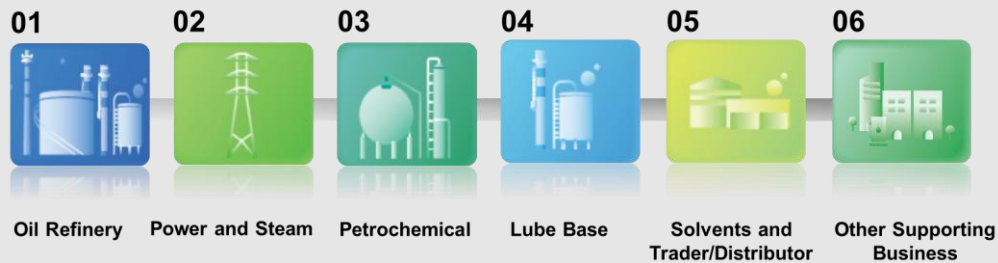 01 02 03 04 05 06
Oil Refinery Power and Steam Petrochemical Lube Base Solvents and Other Supporting
Trader/Distributor Business